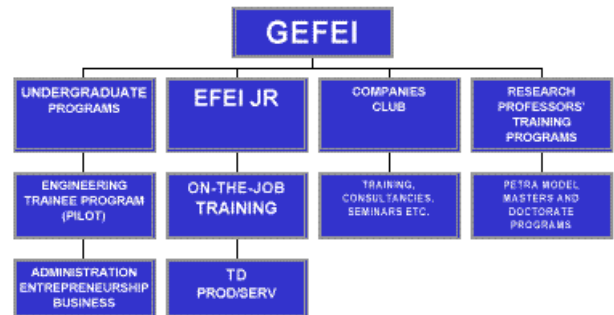 GEFEI
UNDERGRADUATE
PROGRAMS
EFEI JR
COMPANIES
CLUB
RESEARCH
PROFESSORS'
TRAINING
PROGRAMS
ENGINEERING
TRAINEE PROGRAM
(PILOT)
ON-THE-JOB
TRAINING
TRAINING,
CONSULTANCIES,
SEMINARS ETC.
PETRA MODEL
MASTERS AND
DOCTORATE
PROGRAMS
ADMINISTRATION
ENTREPRENEURSHIP
BUSINESS
TD
PROD/SERV